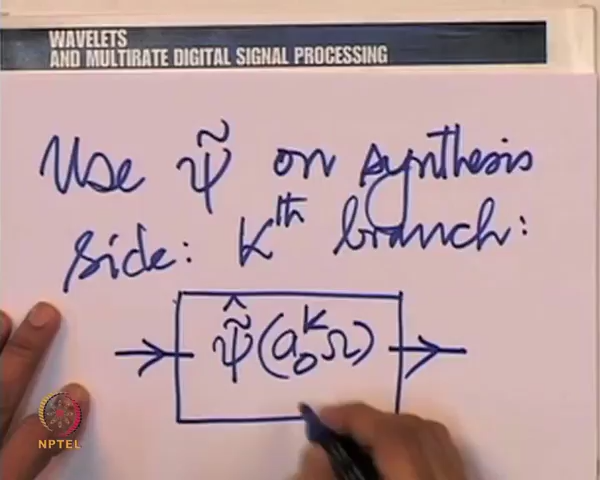 WAVELETS
AND MULTIRATE DIGITAL SIGNAL PROCESSING
Use ψ̃ on synthesis
side: Kth branch:
ψ̃̂(a₀ᴷΩ)
NPTEL